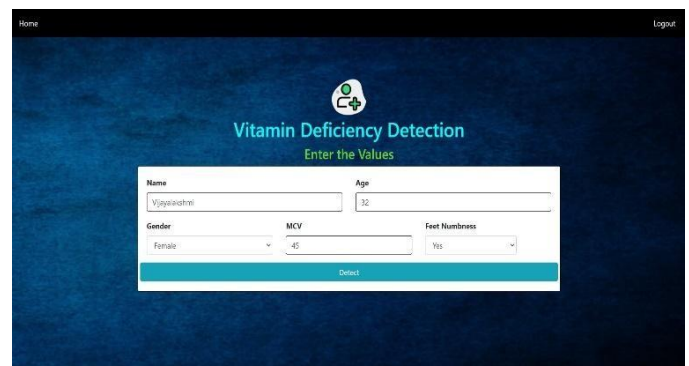 Home Logout
Vitamin Deficiency Detection
Enter the Values
Name Age
Vijayalakshmi 32
Gender MCV Feet Numbness
Female 45 Yes
Detect